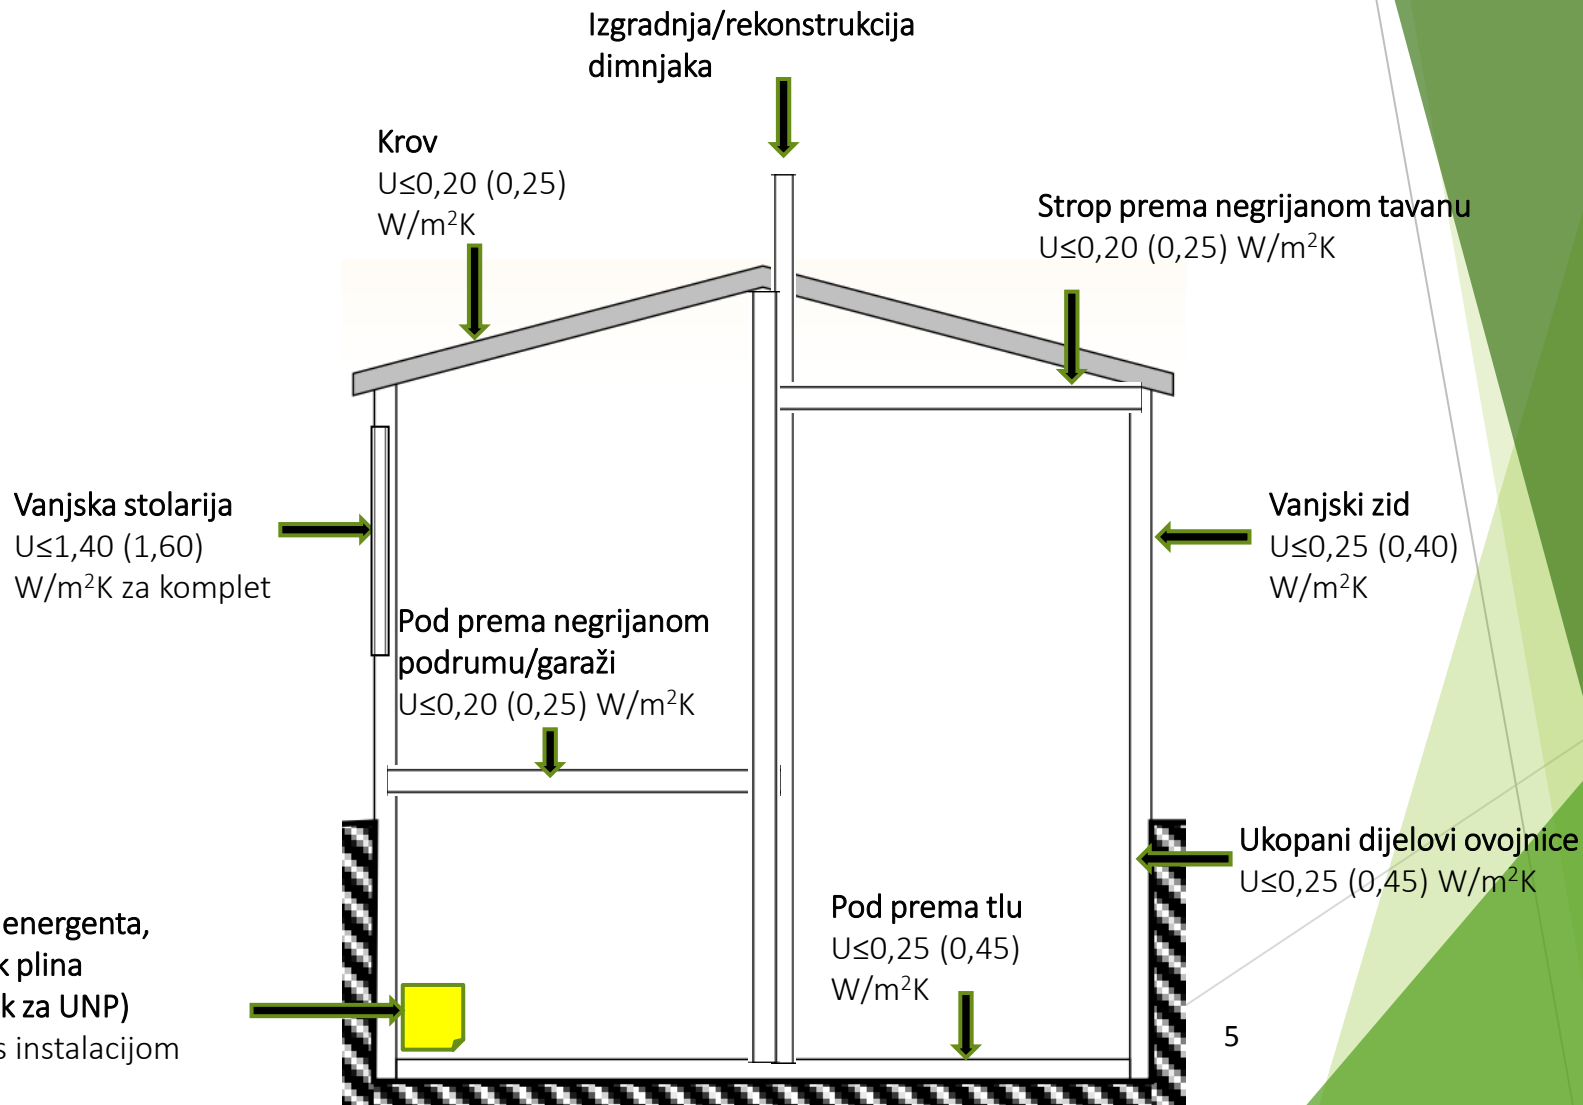 Izgradnja/rekonstrukcija
dimnjaka
Krov
U≤0,20 (0,25)
W/m²K
Strop prema negrijanom tavanu
U≤0,20 (0,25) W/m²K
Vanjska stolarija
U≤1,40 (1,60)
W/m²K za komplet
Vanjski zid
U≤0,25 (0,40)
W/m²K
Pod prema negrijanom
podrumu/garaži
U≤0,20 (0,25) W/m²K
Ukopani dijelovi ovojnice
U≤0,25 (0,45) W/m²K
Pod prema tlu
U≤0,25 (0,45)
W/m²K
energenta,
k plina
k za UNP)
s instalacijom
5